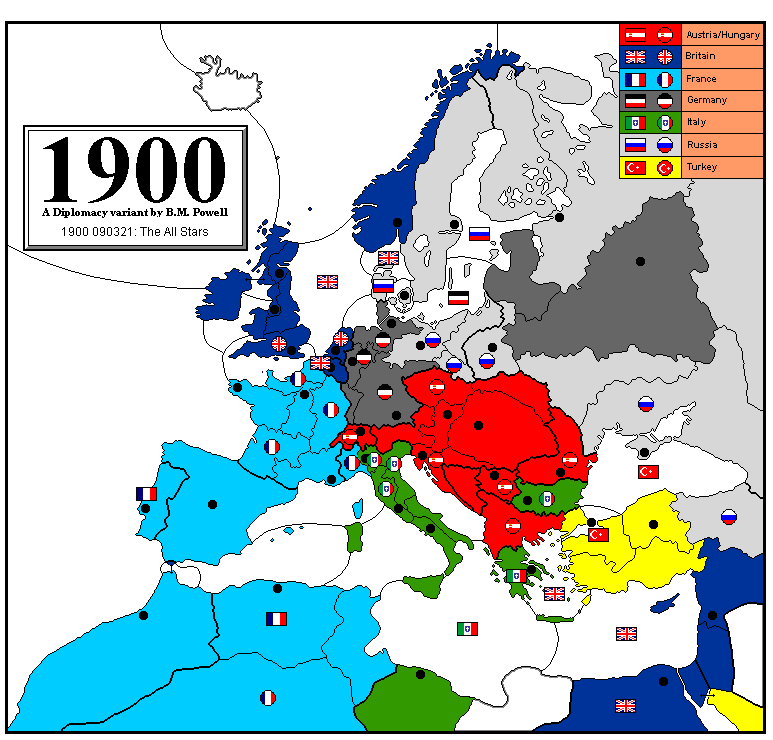 1900
A Diplomacy variant by B.M. Powell
1900 090321: The All Stars
Austria/Hungary
Britain
France
Germany
Italy
Russia
Turkey